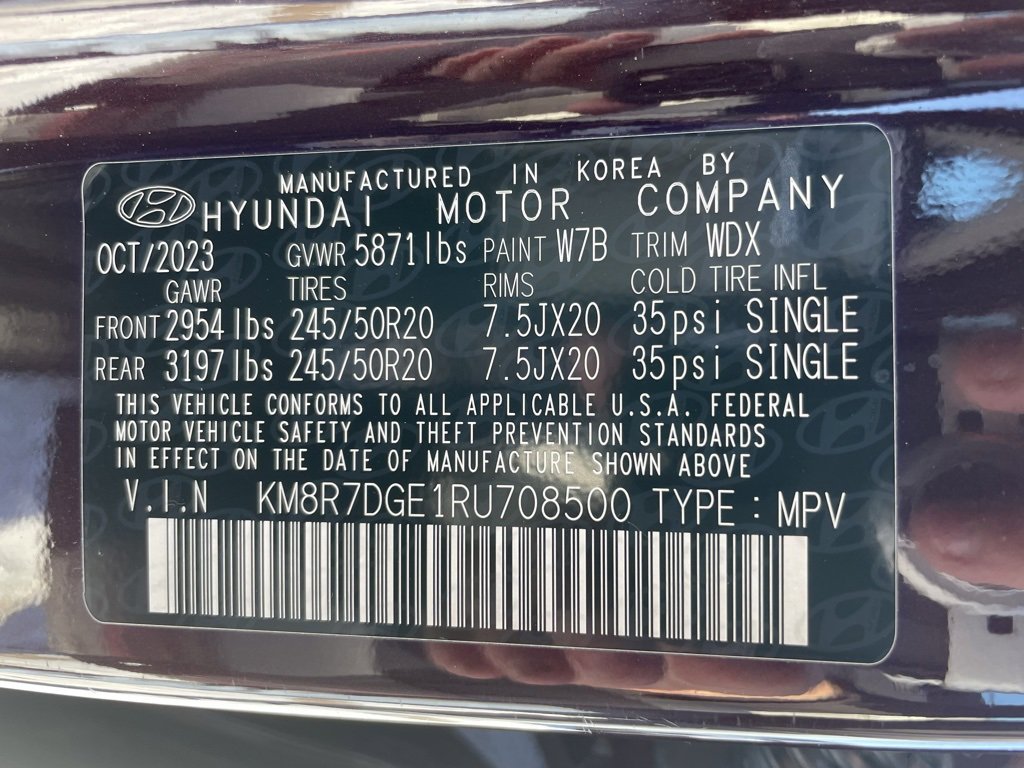 MANUFACTURED IN KOREA BY
HYUNDAI MOTOR COMPANY
OCT/2023 GVWR 5871lbs PAINT W7B TRIM WDX
GAWR TIRES RIMS COLD TIRE INFL
FRONT 2954lbs 245/50R20 7.5JX20 35psi SINGLE
REAR 3197lbs 245/50R20 7.5JX20 35psi SINGLE
THIS VEHICLE CONFORMS TO ALL APPLICABLE U.S.A. FEDERAL
MOTOR VEHICLE SAFETY AND THEFT PREVENTION STANDARDS
IN EFFECT ON THE DATE OF MANUFACTURE SHOWN ABOVE
V.I.N KM8R7DGE1RU708500 TYPE : MPV